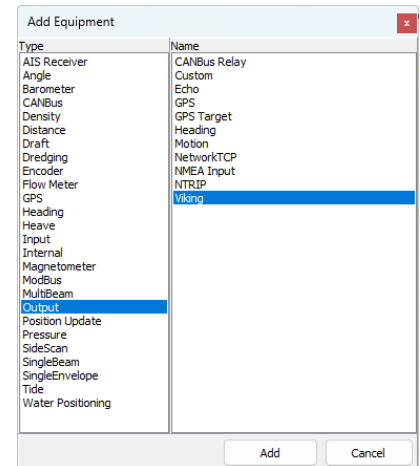 Add Equipment
x
Type
AIS Receiver
Angle
Barometer
CANBus
Density
Distance
Draft
Dredging
Encoder
Flow Meter
GPS
Heading
Heave
Input
Internal
Magnetometer
ModBus
MultiBeam
Output
Position Update
Pressure
SideScan
SingleBeam
SingleEnvelope
Tide
Water Positioning
Name
CANBus Relay
Custom
Echo
GPS
GPS Target
Heading
Motion
NetworkTCP
NMEA Input
NTRIP
Viking
Add
Cancel